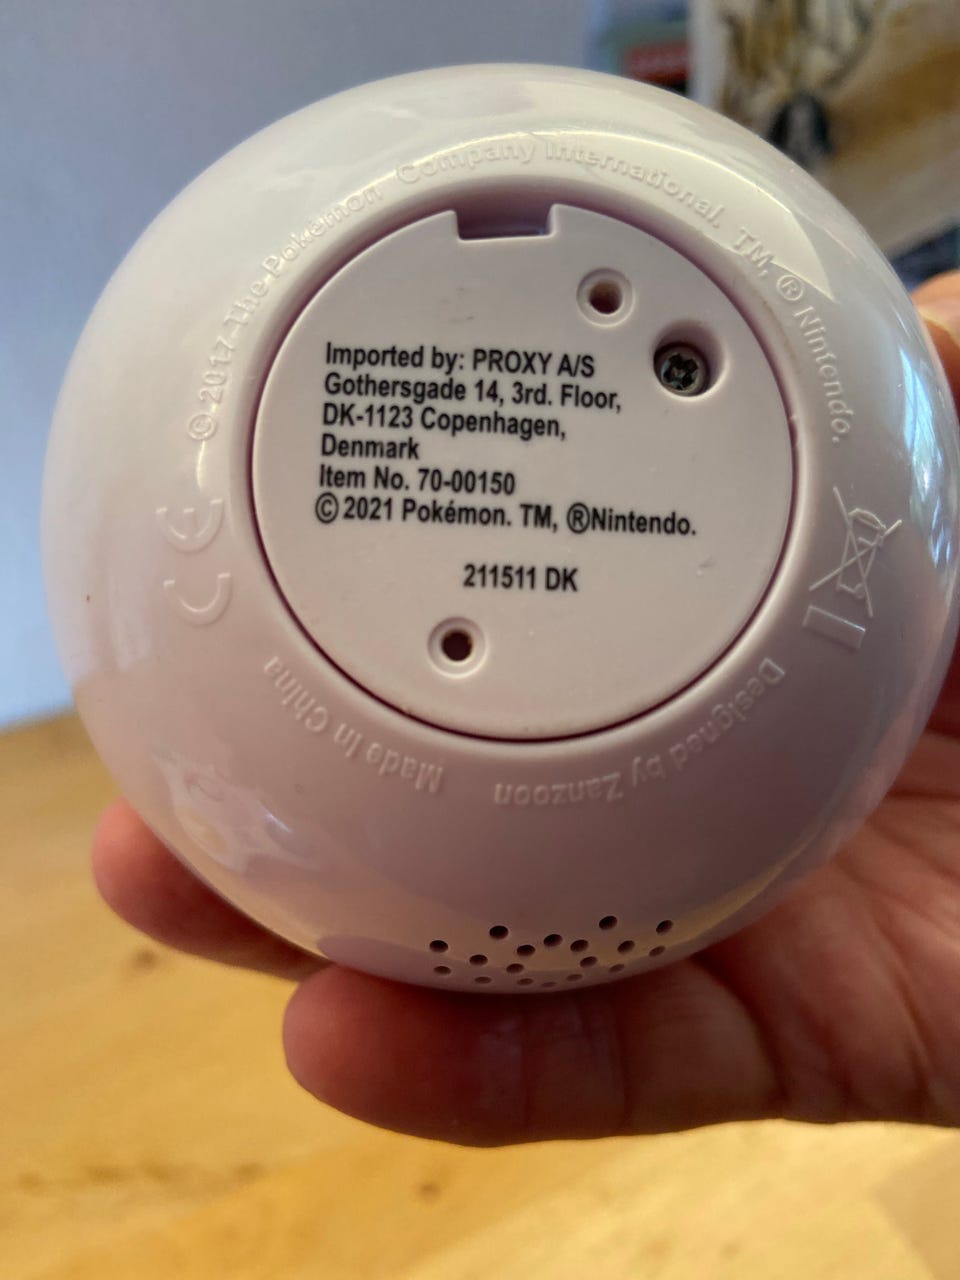 © 2017 The Pokémon Company International. TM, ® Nintendo.
Imported by: PROXY A/S
Gothersgade 14, 3rd. Floor,
DK-1123 Copenhagen,
Denmark
Item No. 70-00150
© 2021 Pokémon. TM, ®Nintendo.
211511 DK
CE
Made in China
Designed by Zanzoon